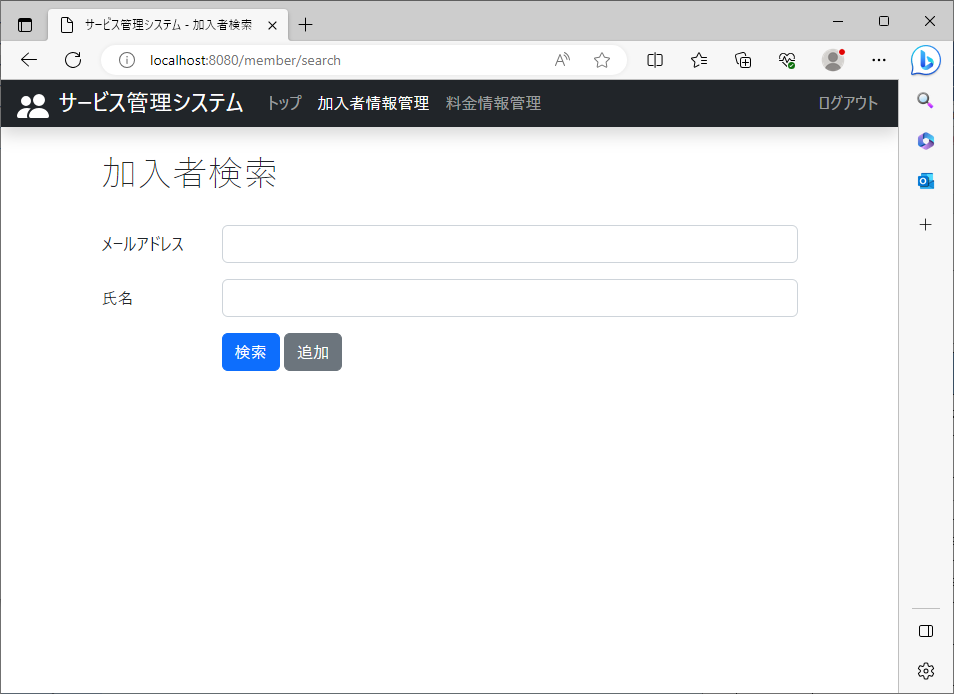 サービス管理システム - 加入者検索
localhost:8080/member/search
サービス管理システム トップ 加入者情報管理 料金情報管理 ログアウト
加入者検索
メールアドレス
氏名
検索 追加